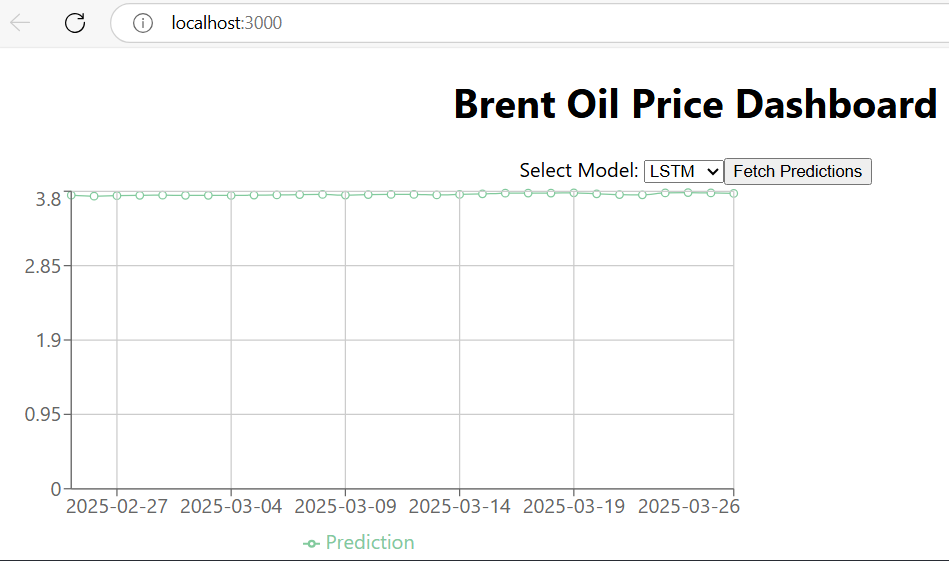 localhost:3000
Brent Oil Price Dashboard
Select Model: LSTM Fetch Predictions
3.8
2.85
1.9
0.95
0
2025-02-27 2025-03-04 2025-03-09 2025-03-14 2025-03-19 2025-03-26
Prediction